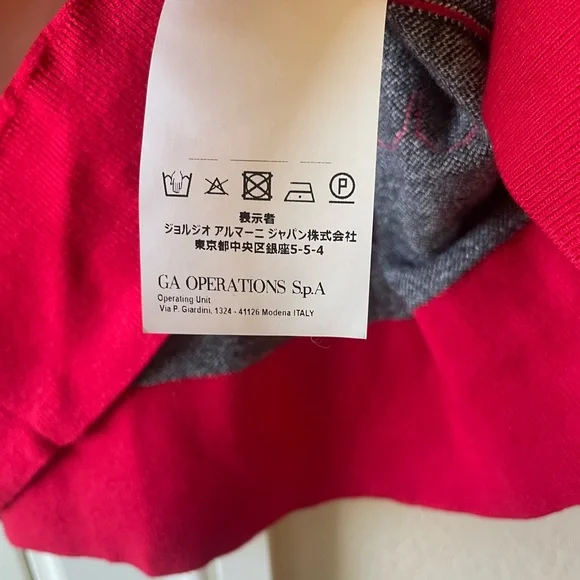 P
表示者
ジョルジオ アルマーニ ジャパン株式会社
東京都中央区銀座5-5-4
GA OPERATIONS S.p.A
Operating Unit
Via P. Giardini, 1324 - 41126 Modena ITALY